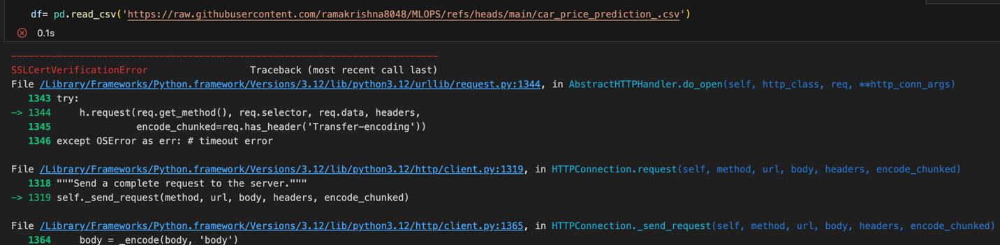 df= pd.read_csv('https://raw.githubusercontent.com/ramakrishna8048/MLOPS/refs/heads/main/car_price_prediction_.csv')
0.1s
---------------------------------------------------------------------------
SSLCertVerificationError                  Traceback (most recent call last)
File /Library/Frameworks/Python.framework/Versions/3.12/lib/python3.12/urllib/request.py:1344, in AbstractHTTPHandler.do_open(self, http_class, req, **http_conn_args)
   1343 try:
-> 1344     h.request(req.get_method(), req.selector, req.data, headers,
   1345               encode_chunked=req.has_header('Transfer-encoding'))
   1346 except OSError as err: # timeout error
File /Library/Frameworks/Python.framework/Versions/3.12/lib/python3.12/http/client.py:1319, in HTTPConnection.request(self, method, url, body, headers, encode_chunked)
   1318 """Send a complete request to the server."""
-> 1319 self._send_request(method, url, body, headers, encode_chunked)
File /Library/Frameworks/Python.framework/Versions/3.12/lib/python3.12/http/client.py:1365, in HTTPConnection._send_request(self, method, url, body, headers, encode_chunked)
   1364     body = _encode(body, 'body')